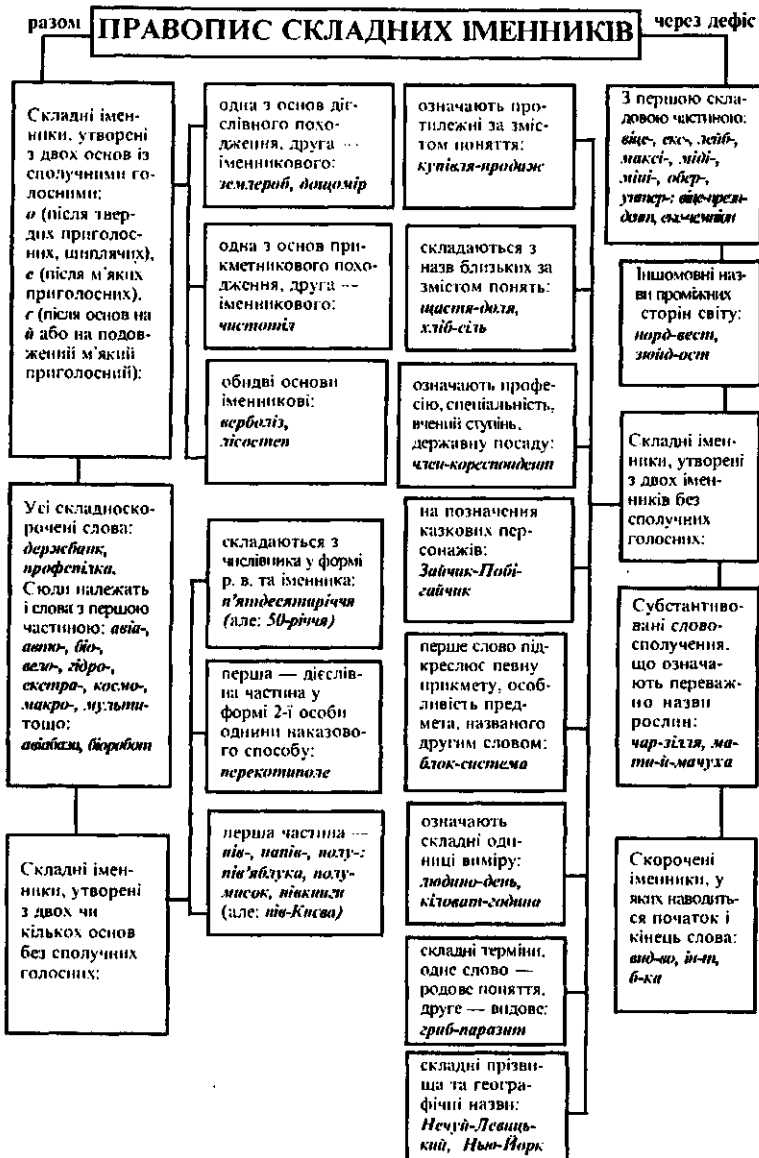 разом
ПРАВОПИС СКЛАДНИХ ІМЕННИКІВ
через дефіс
Складні імен-
ники, утворені
з двох основ із
сполучними го-
лосними:
о (після твер-
дих приголос-
них, шиплячих),
е (після м'яких
приголосних),
є (після основ на
й або на подов-
жений м'який
приголосний):
одна з основ діє-
слівного похо-
дження, друга —
іменникового:
землероб, дощомір
одна з основ при-
кметникового похо-
дження, друга —
іменникового:
чистотіл
обидві основи
іменникові:
верболіз,
лісостеп
Усі складноско-
рочені слова:
держбанк,
профспілка.
Сюди належать
і слова з першою
частиною: авіа-,
авто-, біо-,
вело-, гідро-,
екстра-, космо-,
макро-, мульти-
тощо:
авіабаза, біоробот
Складні імен-
ники, утворені
з двох чи
кількох основ
без сполучних
голосних:
складаються з
числівника у формі
р. в. та іменника:
п'ятдесятиріччя
(але: 50-річчя)
перша — дієслів-
на частина у
формі 2-ї особи
однини наказово-
го способу:
перекотиполе
перша частина —
пів-, напів-, полу-:
пів'яблука, полу-
мисок, півкниги
(але: пів-Києва)
означають про-
тилежні за зміс-
том поняття:
купівля-продаж
складаються з
назв близьких за
змістом понять:
щастя-доля,
хліб-сіль
означають профе-
сію, спеціальність,
вчений ступінь,
державну посаду:
член-кореспондент
на позначення
казкових пер-
сонажів:
Зайчик-Побі-
гайчик
перше слово під-
креслює певну
прикмету, особ-
ливість пред-
мета, названого
другим словом:
блок-система
означають
складні оди-
ниці виміру:
людино-день,
кіловат-година
складні терміни,
одне слово —
родове поняття,
друге — видове:
гриб-паразит
складні прізви-
ща та геогра-
фічні назви:
Нечуй-Левиць-
кий, Нью-Йорк
З першою скла-
довою частиною:
віце-, екс-, лейб-,
максі-, міді-,
міні-, обер-,
унтер-: віце-прези-
дент, екс-чемпіон
Іншомовні наз-
ви проміжних
сторін світу:
норд-вест,
зюйд-ост
Складні імен-
ники, утворені
з двох імен-
ників без
сполучних
голосних:
Субстантиво-
вані слово-
сполучення,
щоознача-
ють переваж-
но назви
рослин:
чар-зілля, ма-
ти-й-мачуха
Скорочені
іменники, у
яких наводить-
ся початок і
кінець слова:
вид-во, ін-т,
б-ка